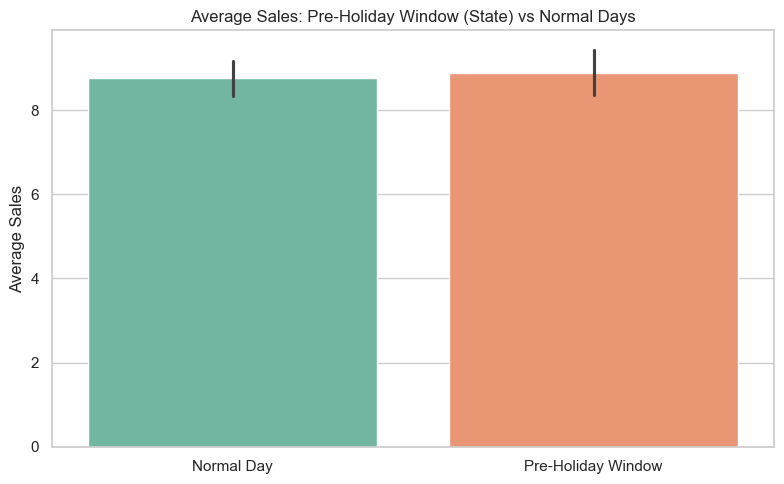 Average Sales: Pre-Holiday Window (State) vs Normal Days
Average Sales
8
6
4
2
0
Normal Day
Pre-Holiday Window